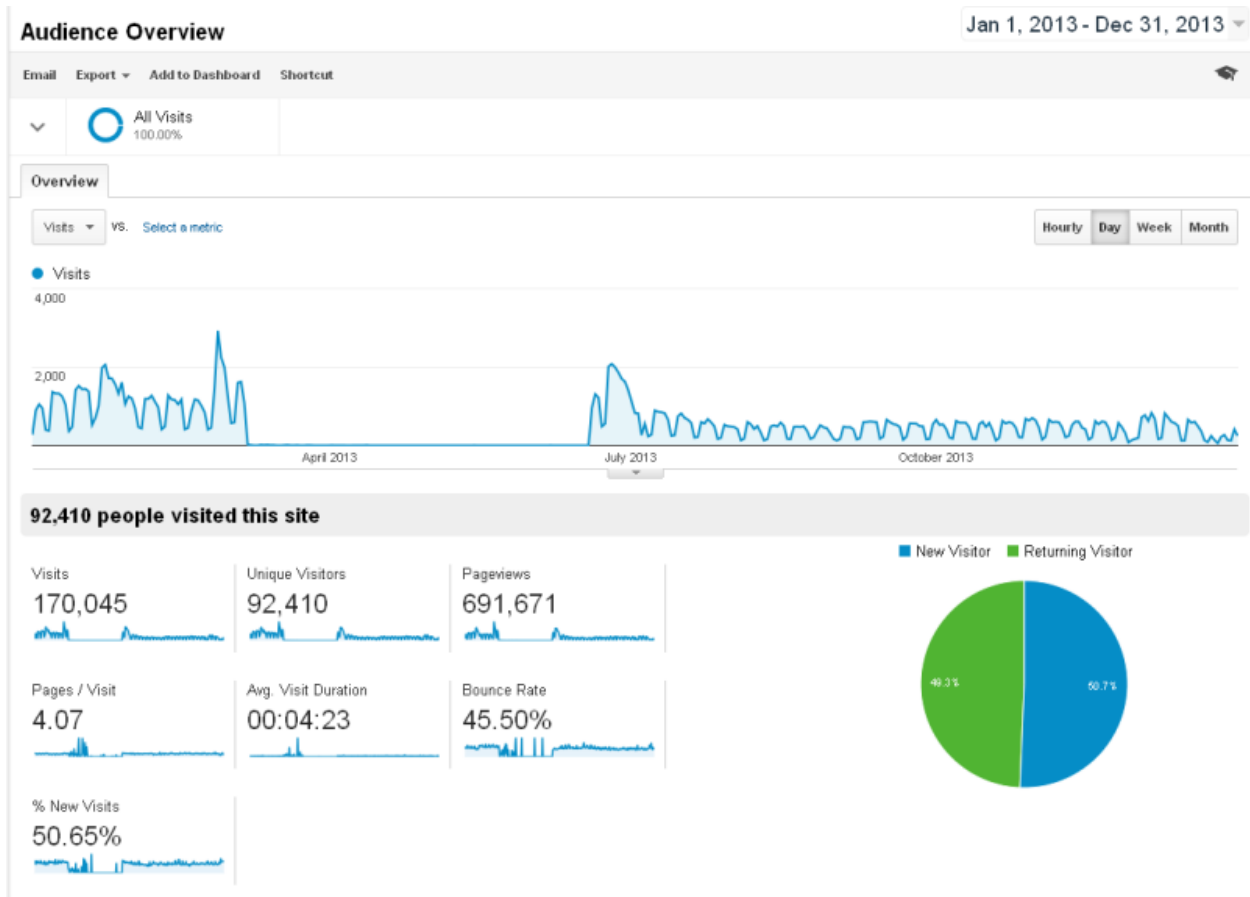 Audience Overview
Jan 1, 2013 - Dec 31, 2013
Email Export Add to Dashboard Shortcut
All Visits
100.00%
Overview
Visits VS. Select a metric
Hourly Day Week Month
Visits
4,000
2,000
April 2013 July 2013 October 2013
92,410 people visited this site
New Visitor Returning Visitor
Visits Unique Visitors Pageviews
170,045 92,410 691,671
Pages / Visit Avg. Visit Duration Bounce Rate
4.07 00:04:23 45.50%
49.3% 50.7%
% New Visits
50.65%